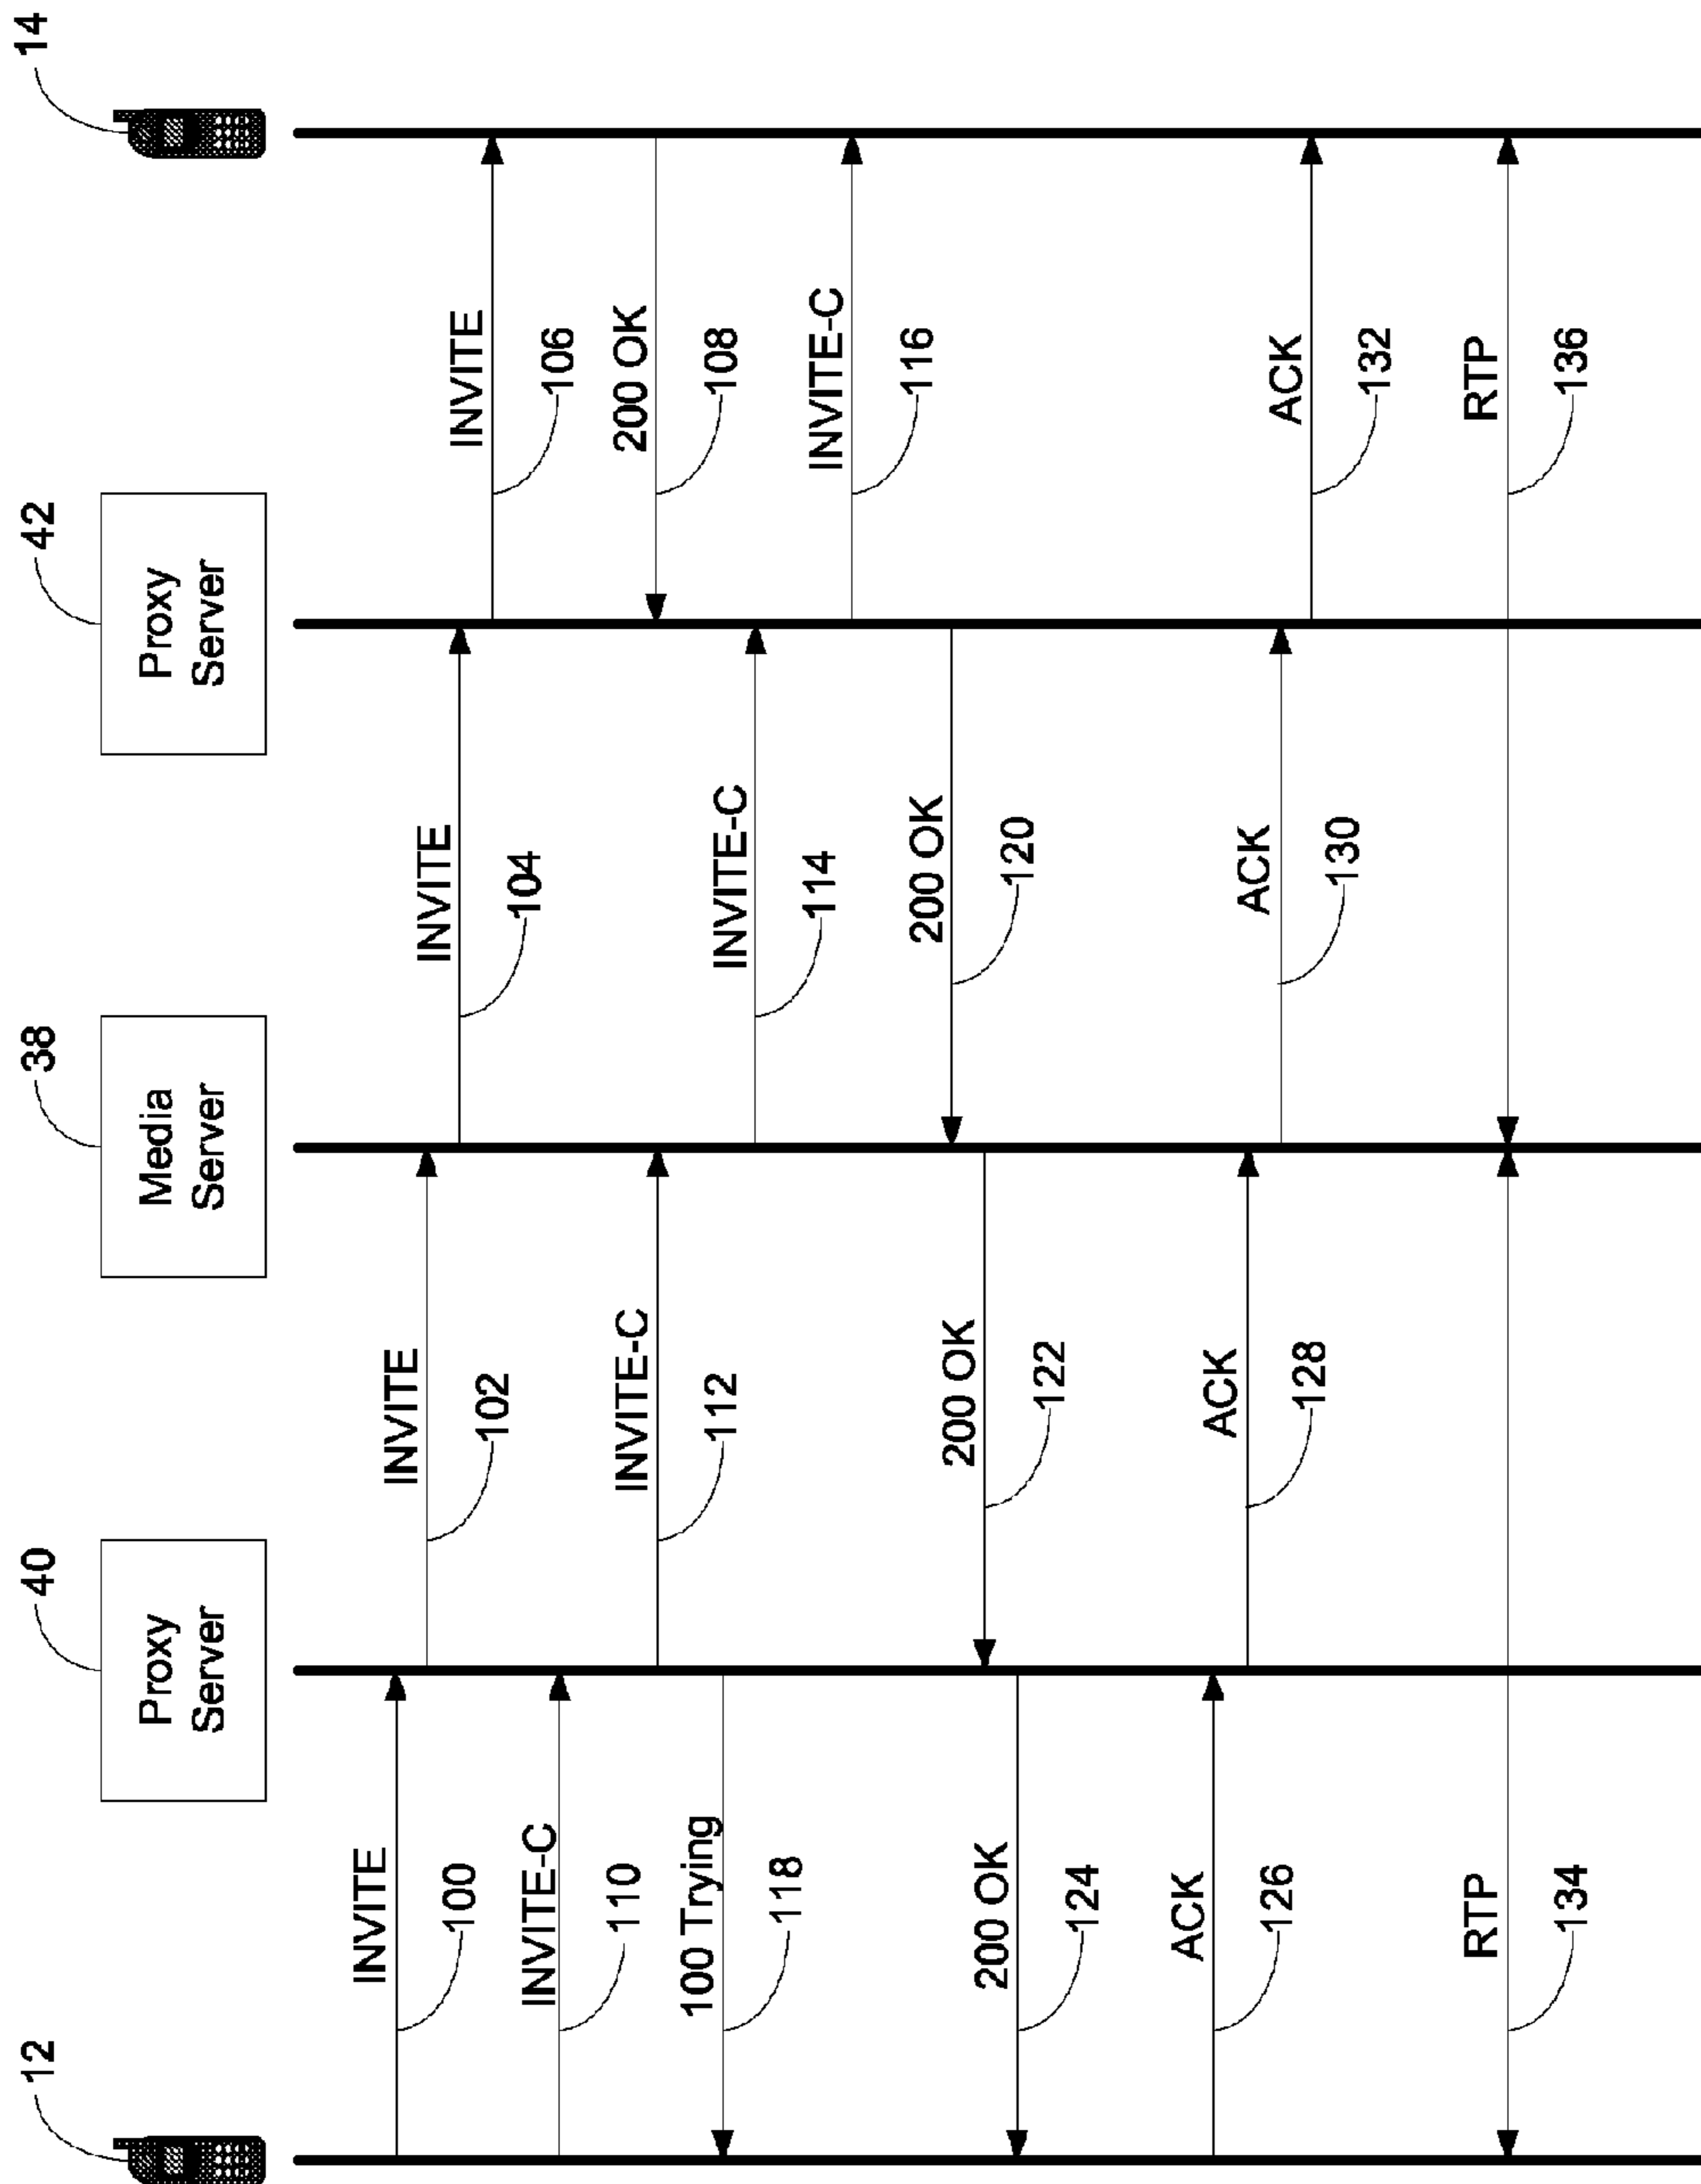 12
40
38
42
14
Proxy
Server
Media
Server
Proxy
Server
INVITE
100
INVITE
102
INVITE
104
INVITE
106
INVITE-C
110
200 OK
108
INVITE-C
112
100 Trying
118
INVITE-C
114
INVITE-C
116
200 OK
120
200 OK
122
200 OK
124
ACK
126
ACK
128
ACK
130
ACK
132
RTP
134
RTP
136